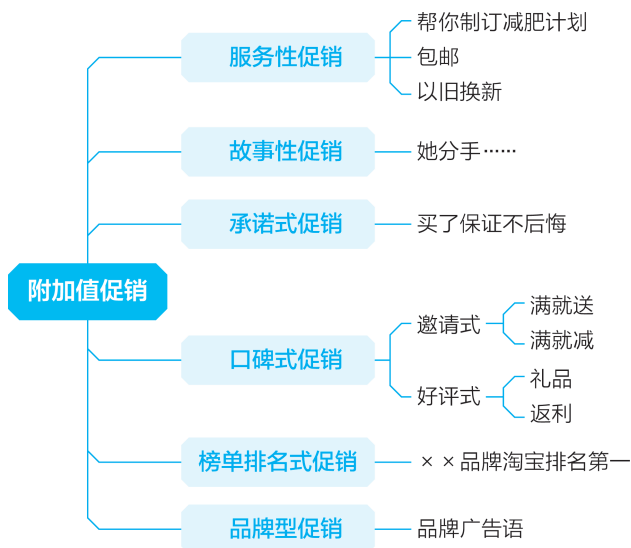 附加值促销
服务性促销
帮你制订减肥计划
包邮
以旧换新
故事性促销
她分手……
承诺式促销
买了保证不后悔
口碑式促销
邀请式
满就送
满就减
好评式
礼品
返利
榜单排名式促销
××品牌淘宝排名第一
品牌型促销
品牌广告语